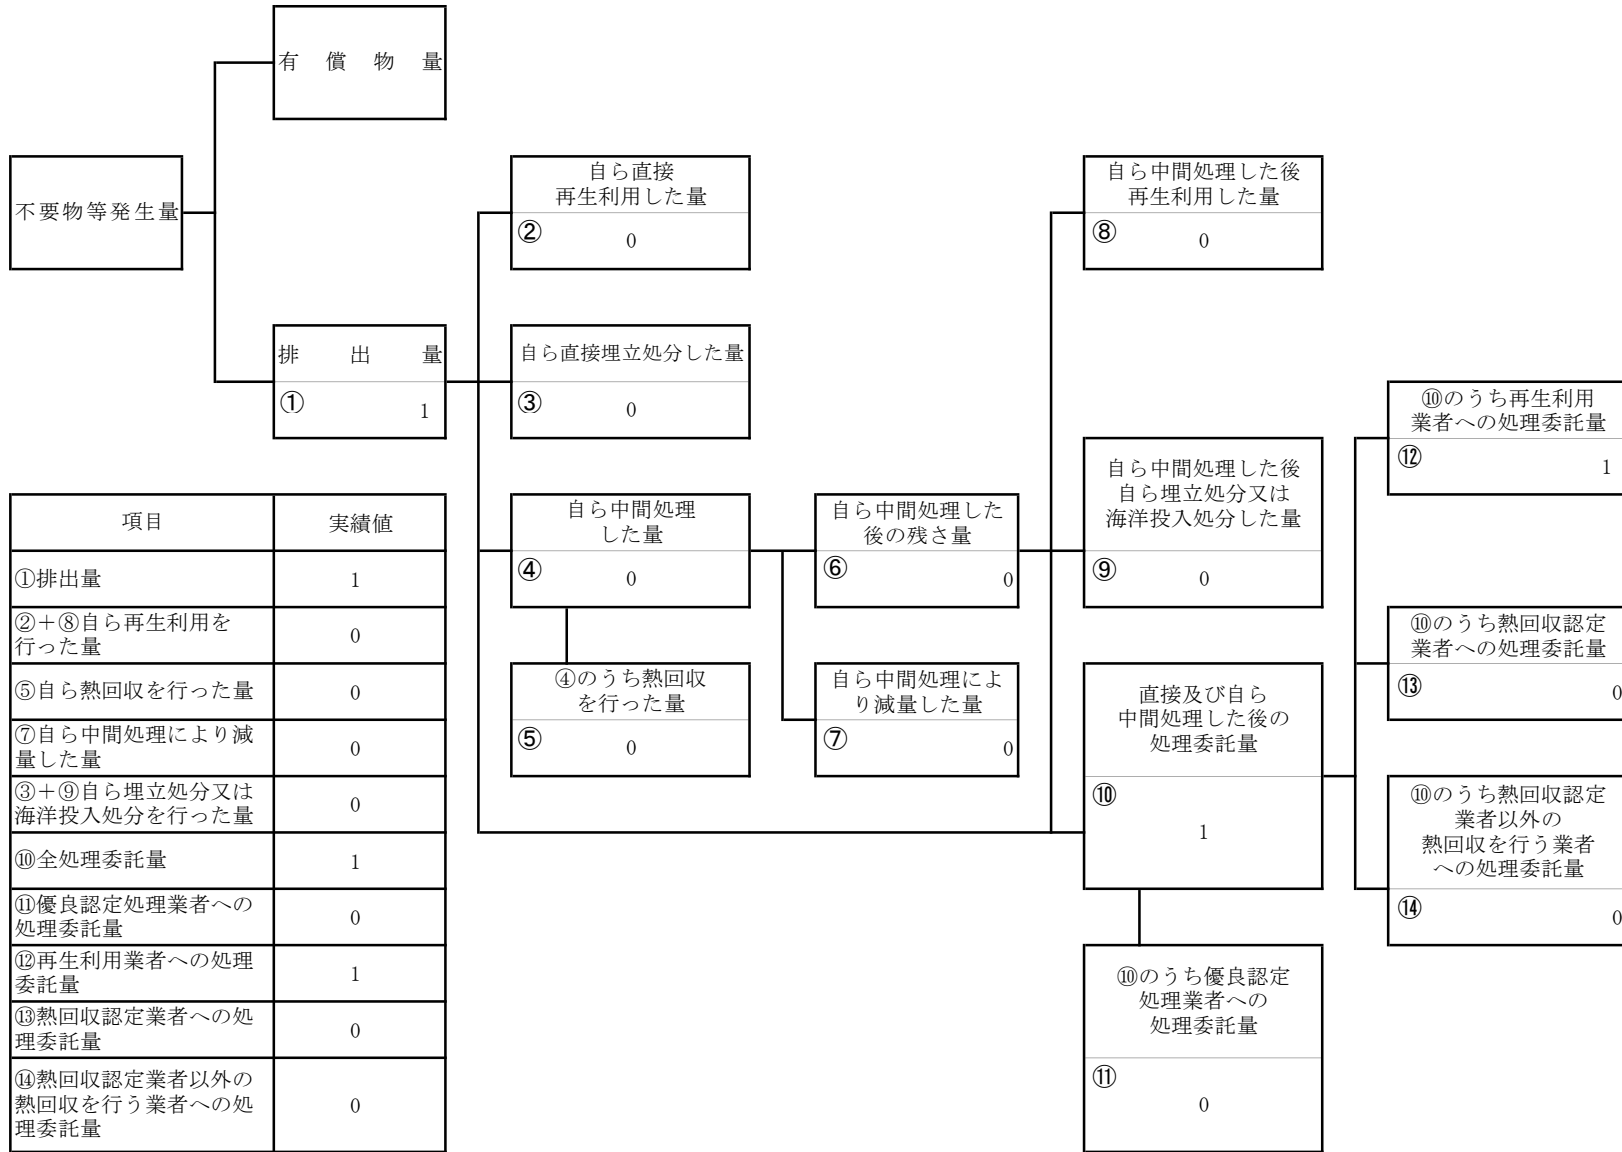 有償物量
不要物等発生量
排出量
①
1
自ら直接
再生利用した量
②
0
自ら直接埋立処分した量
③
0
自ら中間処理
した量
④
0
④のうち熱回収
を行った量
⑤
0
自ら中間処理した
後の残さ量
⑥
0
自ら中間処理によ
り減量した量
⑦
0
自ら中間処理した後
再生利用した量
⑧
0
自ら中間処理した後
自ら埋立処分又は
海洋投入処分した量
⑨
0
直接及び自ら
中間処理した後の
処理委託量
⑩
1
⑩のうち優良認定
処理業者への
処理委託量
⑪
0
⑩のうち再生利用
業者への処理委託量
⑫
1
⑩のうち熱回収認定
業者への処理委託量
⑬
0
⑩のうち熱回収認定
業者以外の
熱回収を行う業者
への処理委託量
⑭
0
項目 実績値
①排出量 1
②+⑧自ら再生利用を
行った量 0
⑤自ら熱回収を行った量 0
⑦自ら中間処理により減
量した量 0
③+⑨自ら埋立処分又は
海洋投入処分を行った量 0
⑩全処理委託量 1
⑪優良認定処理業者への
処理委託量 0
⑫再生利用業者への処理
委託量 1
⑬熱回収認定業者への処
理委託量 0
⑭熱回収認定業者以外の
熱回収を行う業者への処
理委託量 0